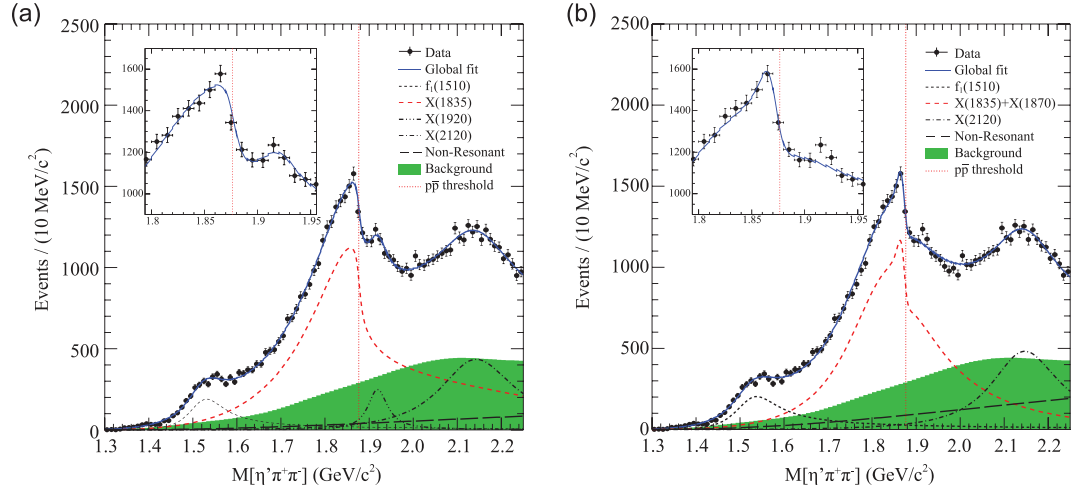 (a)
2500
2000
1500
1000
500
0
1.3 1.4 1.5 1.6 1.7 1.8 1.9 2.0 2.1 2.2
Events / (10 MeV/c²)
M[η’π⁺π⁻] (GeV/c²)
1600
1400
1200
1000
1.8 1.85 1.9 1.95
Data
Global fit
f₁(1510)
X(1835)
X(1920)
X(2120)
Non-Resonant
Background
pp̅ threshold
(b)
2500
2000
1500
1000
500
0
1.3 1.4 1.5 1.6 1.7 1.8 1.9 2.0 2.1 2.2
Events / (10 MeV/c²)
M[η’π⁺π⁻] (GeV/c²)
1600
1400
1200
1000
1.8 1.85 1.9 1.95
Data
Global fit
f₁(1510)
X(1835)+X(1870)
X(2120)
Non-Resonant
Background
pp̅ threshold